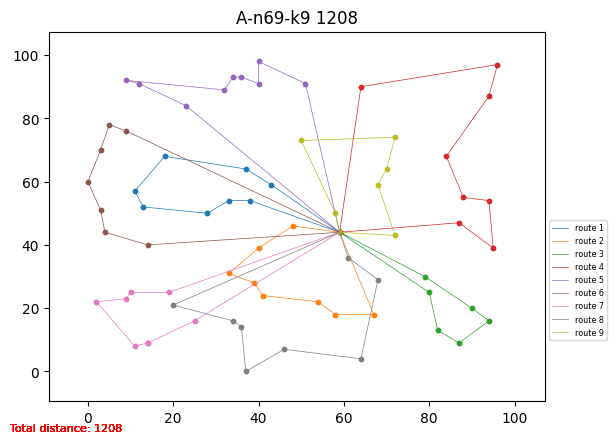 A-n69-k9 1208
100
80
60
40
20
0
0 20 40 60 80 100
route 1
route 2
route 3
route 4
route 5
route 6
route 7
route 8
route 9
Total distance: 1208